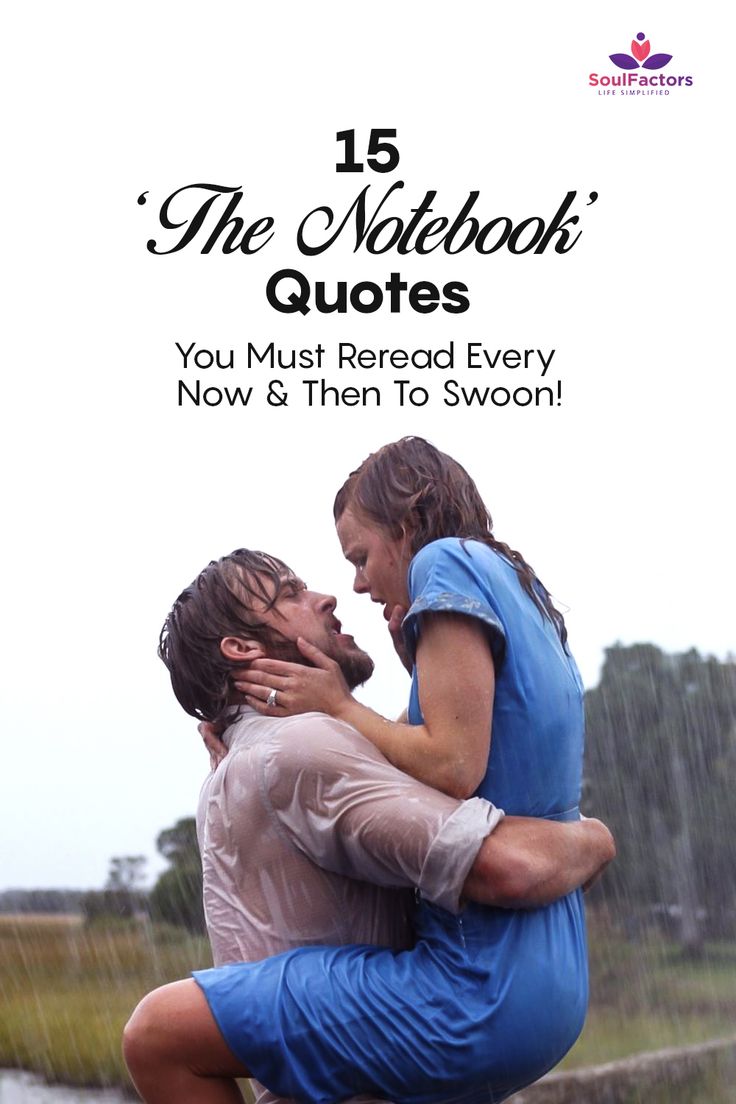 SoulFactors
LIFE SIMPLIFIED
15
‘The Notebook’
Quotes
You Must Reread Every
Now & Then To Swoon!